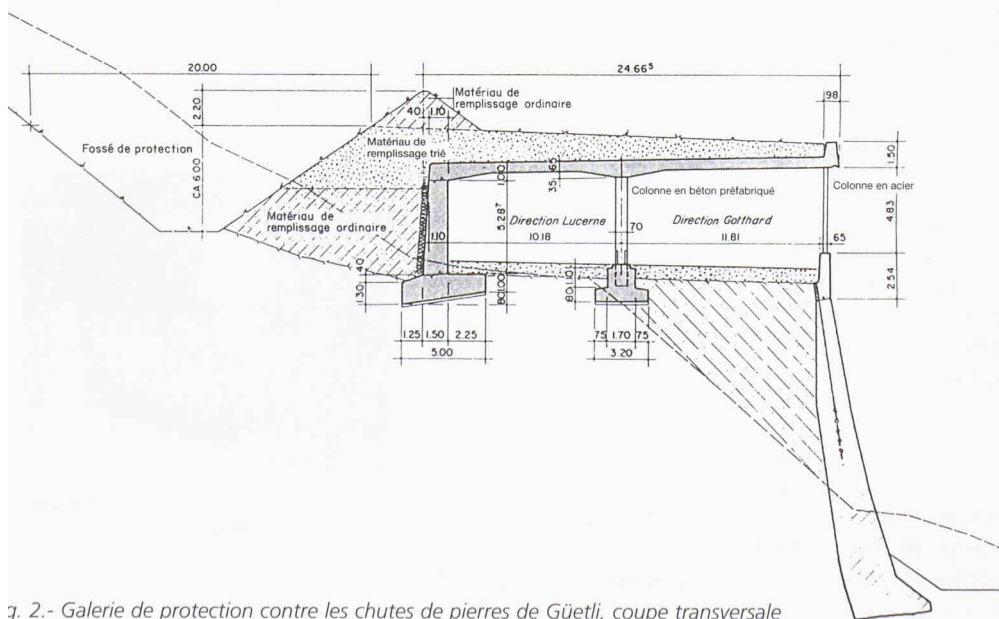 20.00
24.66⁵
2.20
Matériau de
remplissage ordinaire
98
40 1.10
Fossé de protection
CA 6.00
Matériau de
remplissage trié
65
35
1.00
1.50
Colonne en béton préfabriqué
Colonne en acier
Matériau de
remplissage ordinaire
5.28⁷
Direction Lucerne
70
Direction Gotthard
4.83
1.10
10.18
11.81
65
40
1.30
80 1.00
80 1.10
2.54
1.25 1.50 2.25
5.00
75 1.70 75
3.20
g. 2.- Galerie de protection contre les chutes de pierres de Güetli, coupe transversale